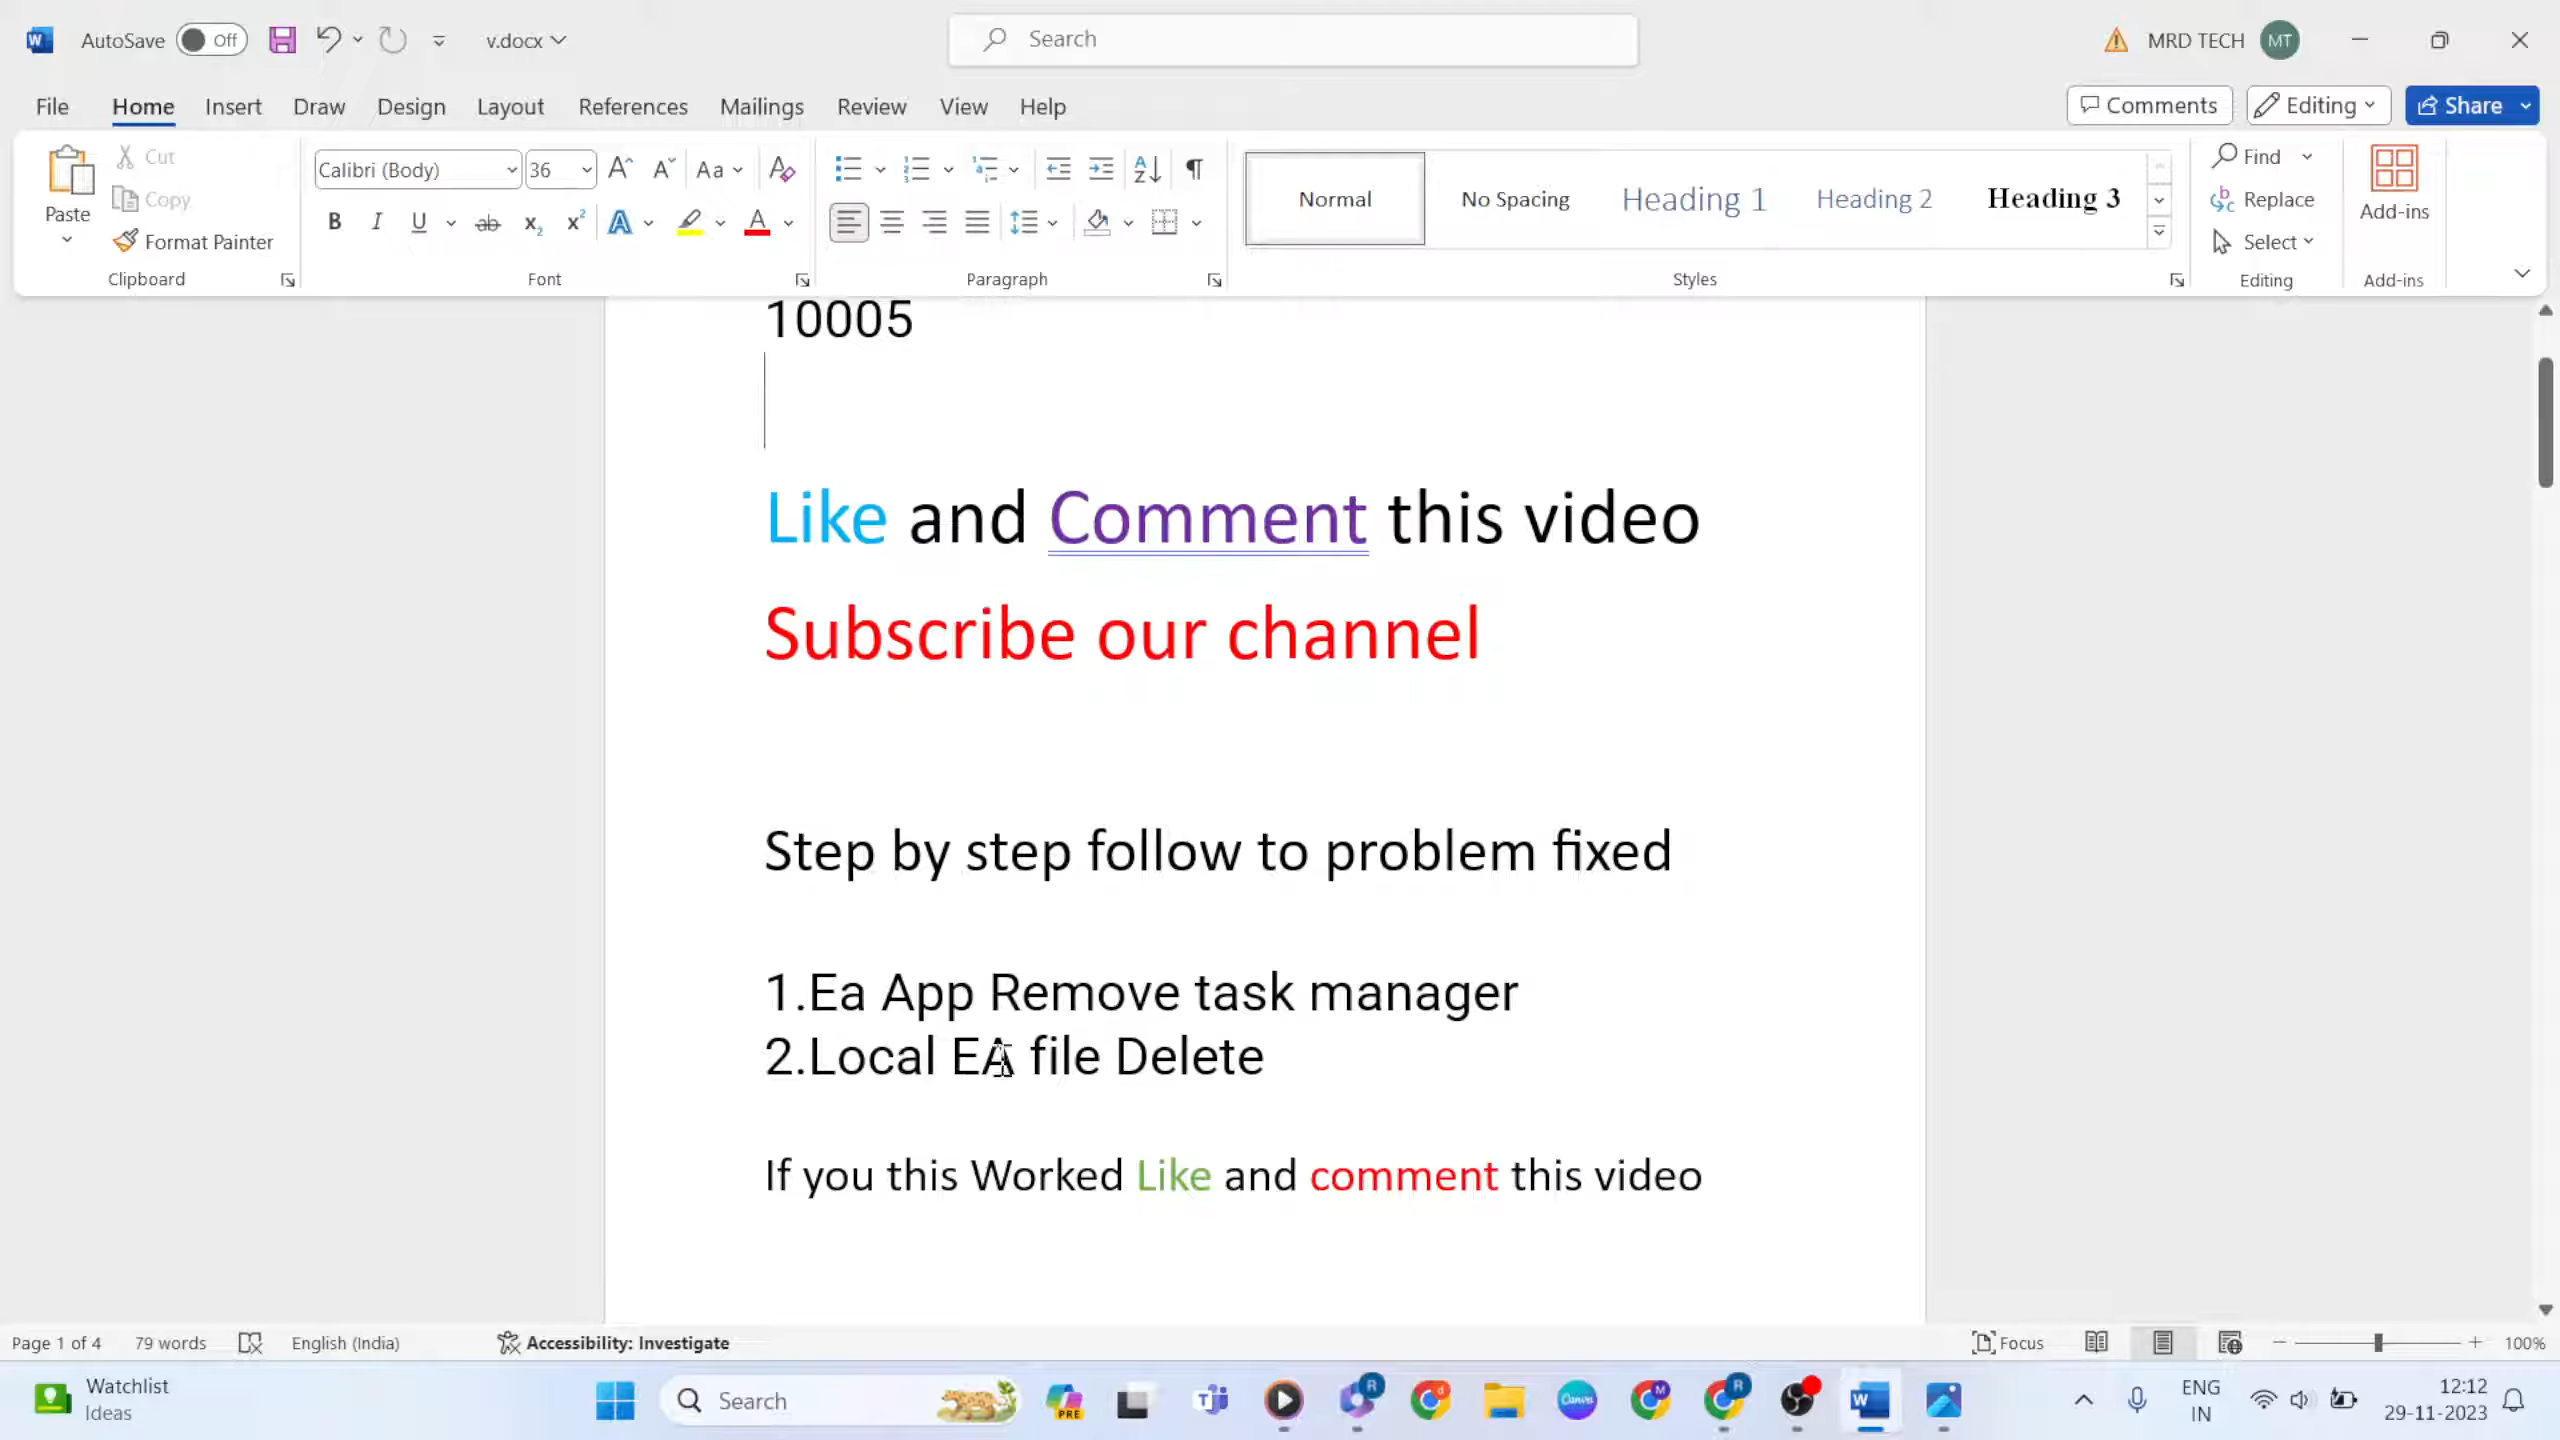 AutoSave Off v.docx Search MRD TECH MT
File Home Insert Draw Design Layout References Mailings Review View Help Comments Editing Share
Paste Cut Copy Format Painter Clipboard
Calibri (Body) 36 Aa Font
Paragraph
Normal No Spacing Heading 1 Heading 2 Heading 3 Styles
Find Replace Select Editing
Add-ins Add-ins
10005
Like and Comment this video
Subscribe our channel
Step by step follow to problem fixed
1.Ea App Remove task manager
2.Local EA file Delete
If you this Worked Like and comment this video
Page 1 of 4 79 words English (India) Accessibility: Investigate Focus 100%
Watchlist
Ideas
Search
PRE
Canva
ENG
IN
12:12
29-11-2023